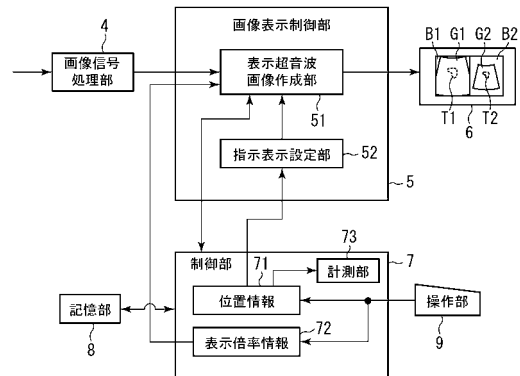 画像表示制御部
4
画像信号
処理部
表示超音波
画像作成部
51
B1 G1 G2 B2
T1 T2
6
指示表示設定部
52
5
制御部
71
73
7
計測部
位置情報
記憶部
8
操作部
9
表示倍率情報
72